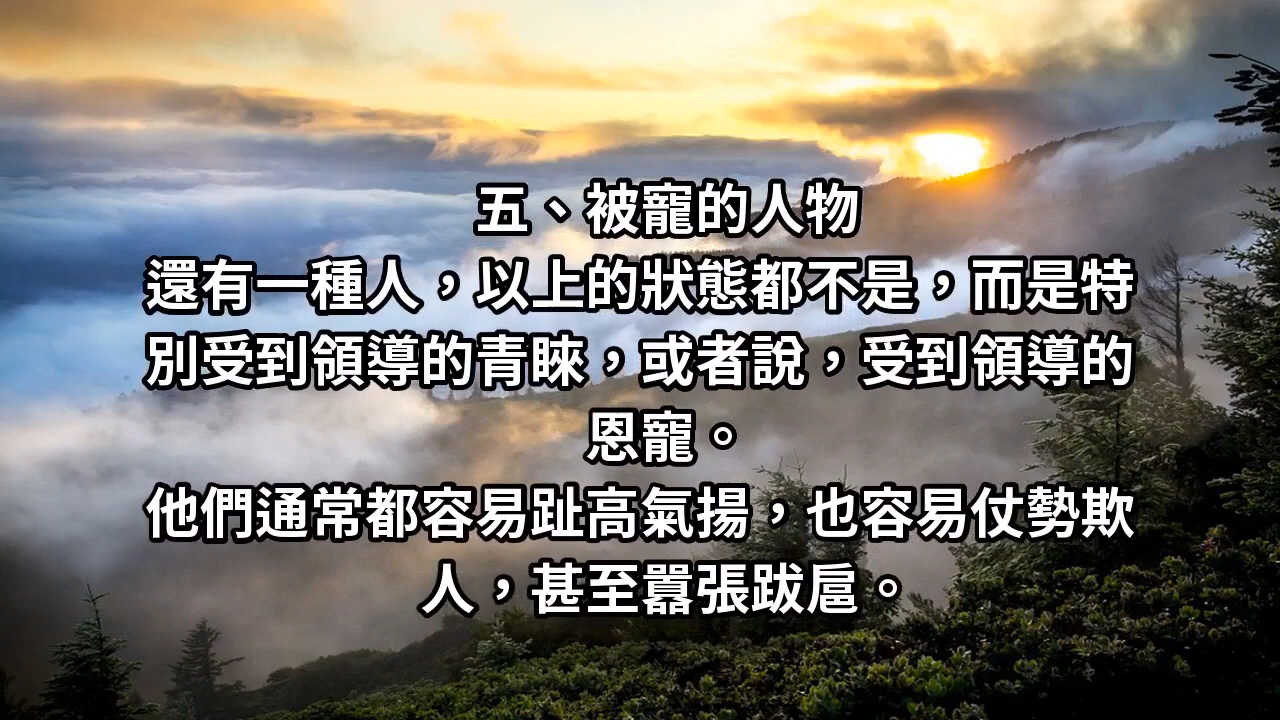 五、被寵的人物
還有一種人，以上的狀態都不是，而是特
別受到領導的青睞，或者說，受到領導的
恩寵。
他們通常都容易趾高氣揚，也容易仗勢欺
人，甚至囂張跋扈。